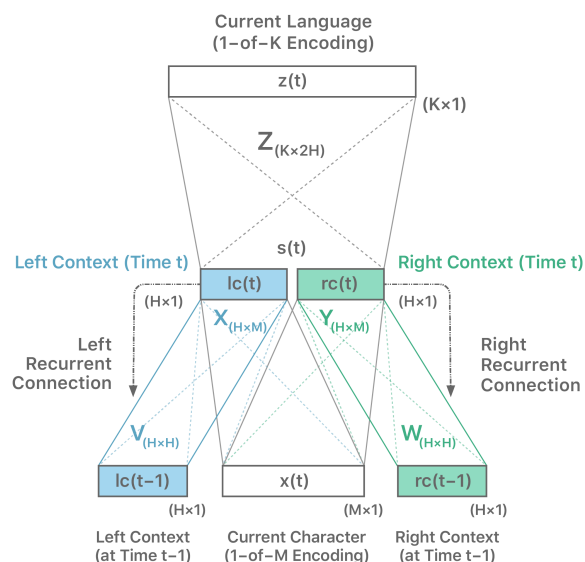 Current Language
(1-of-K Encoding)
z(t)
(K×1)
Z(K×2H)
s(t)
Left Context (Time t)
Right Context (Time t)
lc(t)
rc(t)
(H×1)
(H×1)
X(H×M)
Y(H×M)
Left
Recurrent
Connection
Right
Recurrent
Connection
V(H×H)
W(H×H)
lc(t-1)
x(t)
rc(t-1)
(H×1)
(M×1)
(H×1)
Left Context
(at Time t-1)
Current Character
(1-of-M Encoding)
Right Context
(at Time t-1)